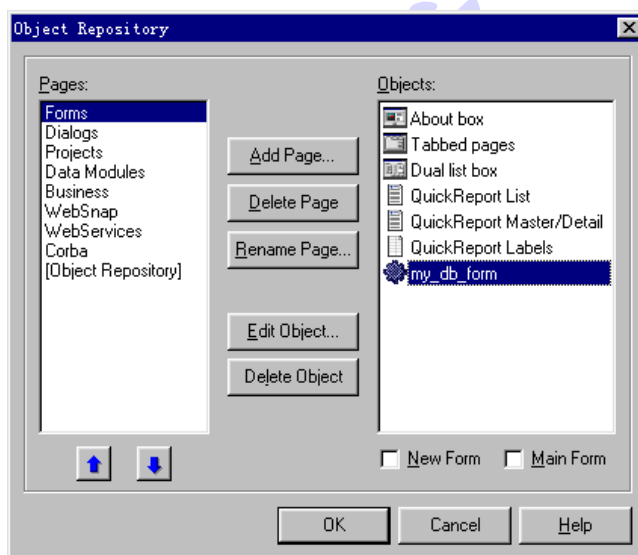 Object Repository
Pages:
Forms
Dialogs
Projects
Data Modules
Business
WebSnap
WebServices
Corba
[Object Repository]
Add Page...
Delete Page
Rename Page...
Edit Object...
Delete Object
Objects:
About box
Tabbed pages
Dual list box
QuickReport List
QuickReport Master/Detail
QuickReport Labels
my_db_form
New Form
Main Form
OK
Cancel
Help